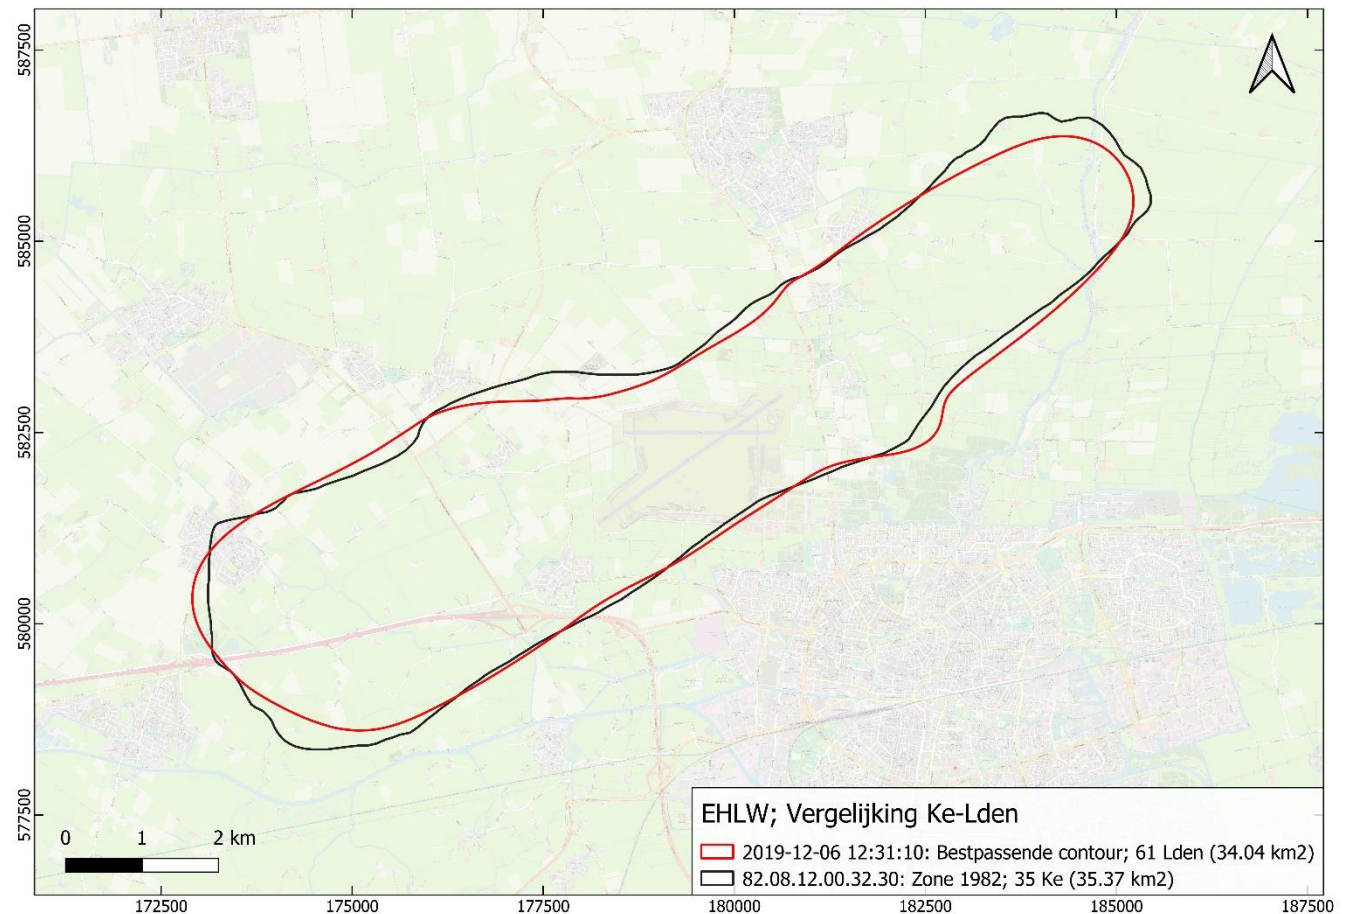 587500
585000
582500
580000
577500
0 1 2 km
EHLW; Vergelijking Ke-Lden
2019-12-06 12:31:10: Bestpassende contour; 61 Lden (34.04 km2)
82.08.12.00.32.30: Zone 1982; 35 Ke (35.37 km2)
172500 175000 177500 180000 182500 185000 187500